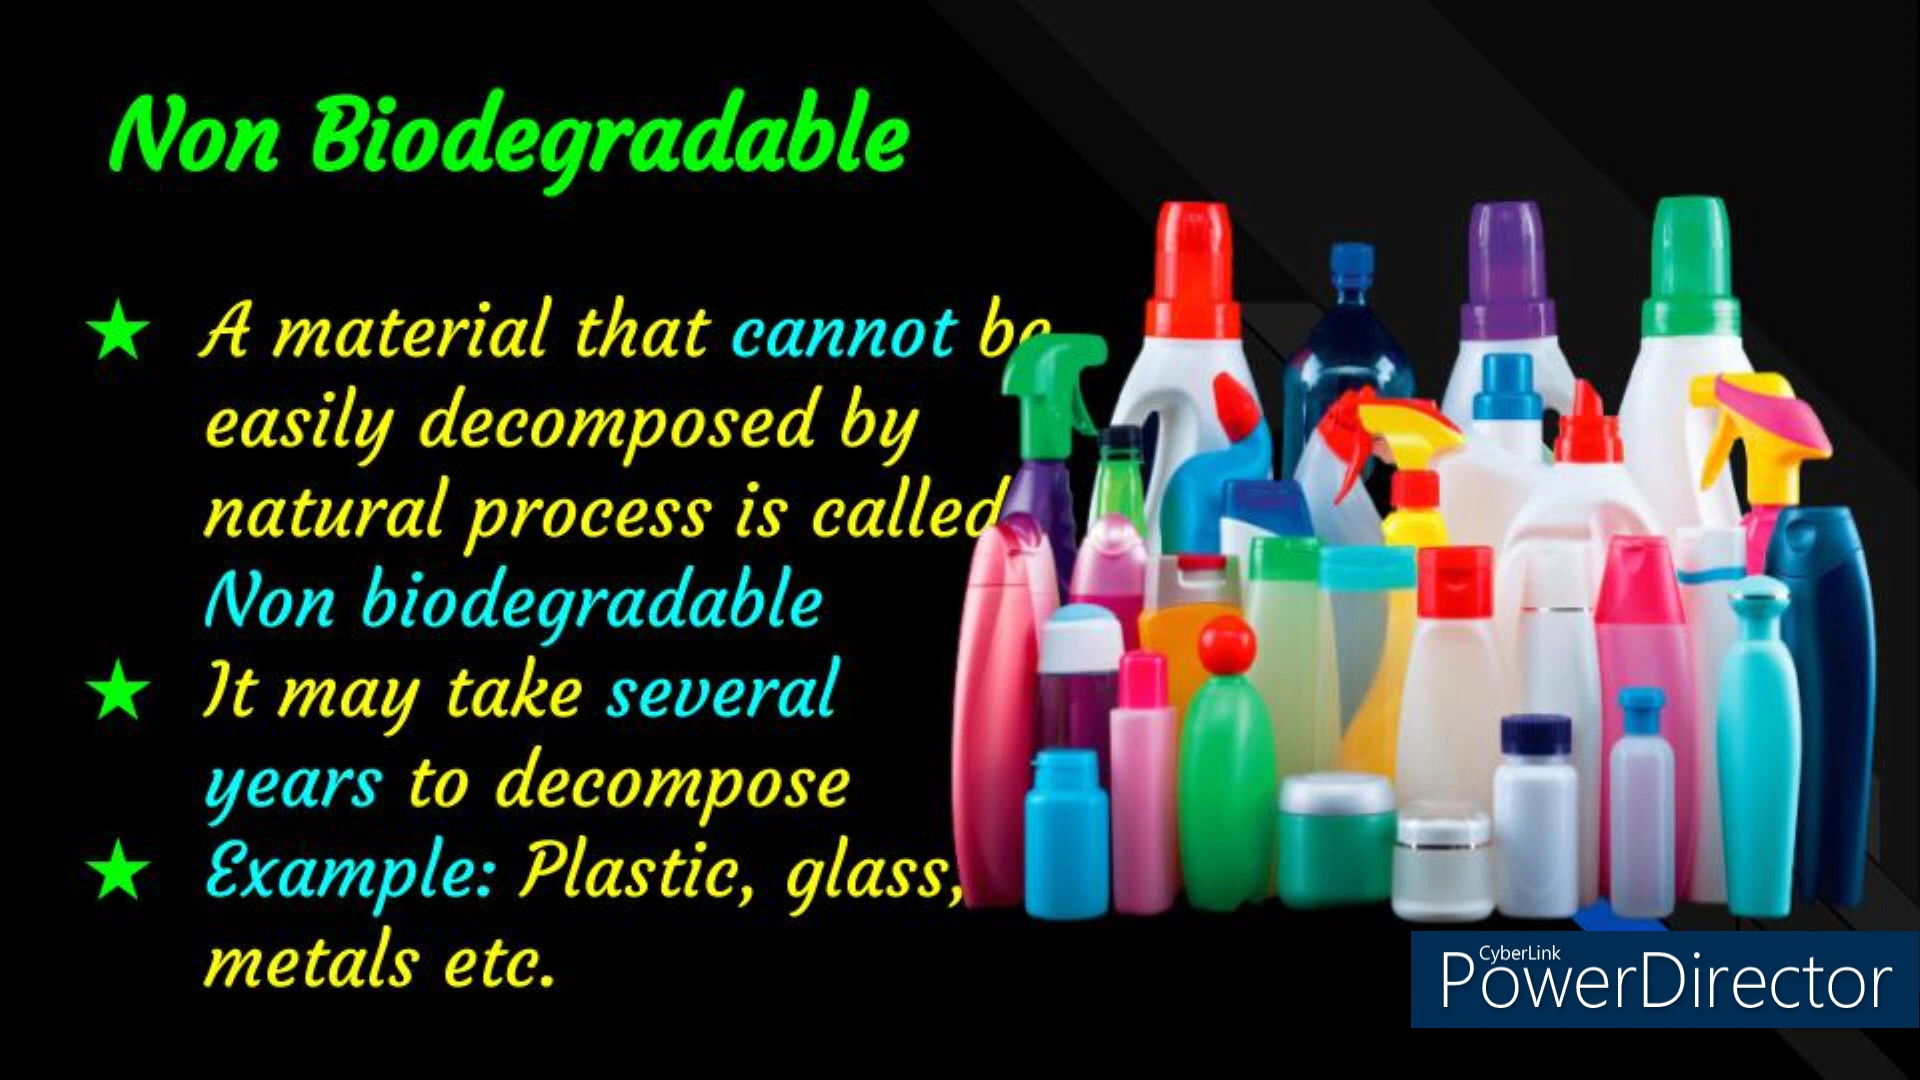 Non Biodegradable
★ A material that cannot be
easily decomposed by
natural process is called
Non biodegradable
★ It may take several
years to decompose
★ Example: Plastic, glass,
metals etc.
CyberLink
PowerDirector